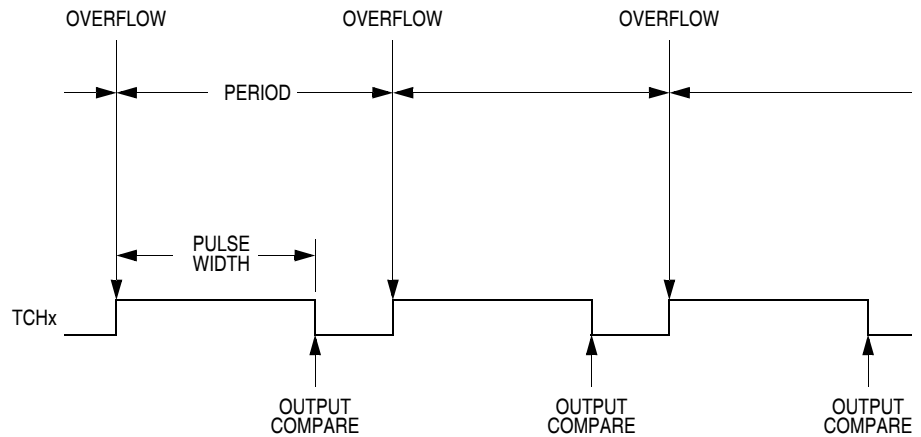 OVERFLOW
OVERFLOW
OVERFLOW
PERIOD
PULSE
WIDTH
TCHx
OUTPUT
COMPARE
OUTPUT
COMPARE
OUTPUT
COMPARE